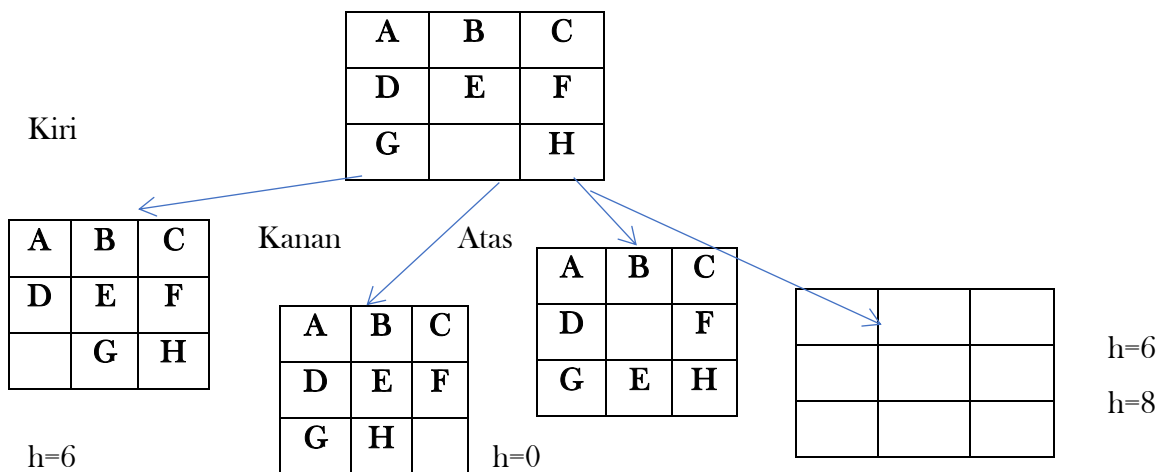 A B C
D E F
G H
Kiri
A B C
D E F
G H
h=6
Kanan
A B C
D E F
G H
h=0
Atas
A B C
D F
G E H
h=6
h=8